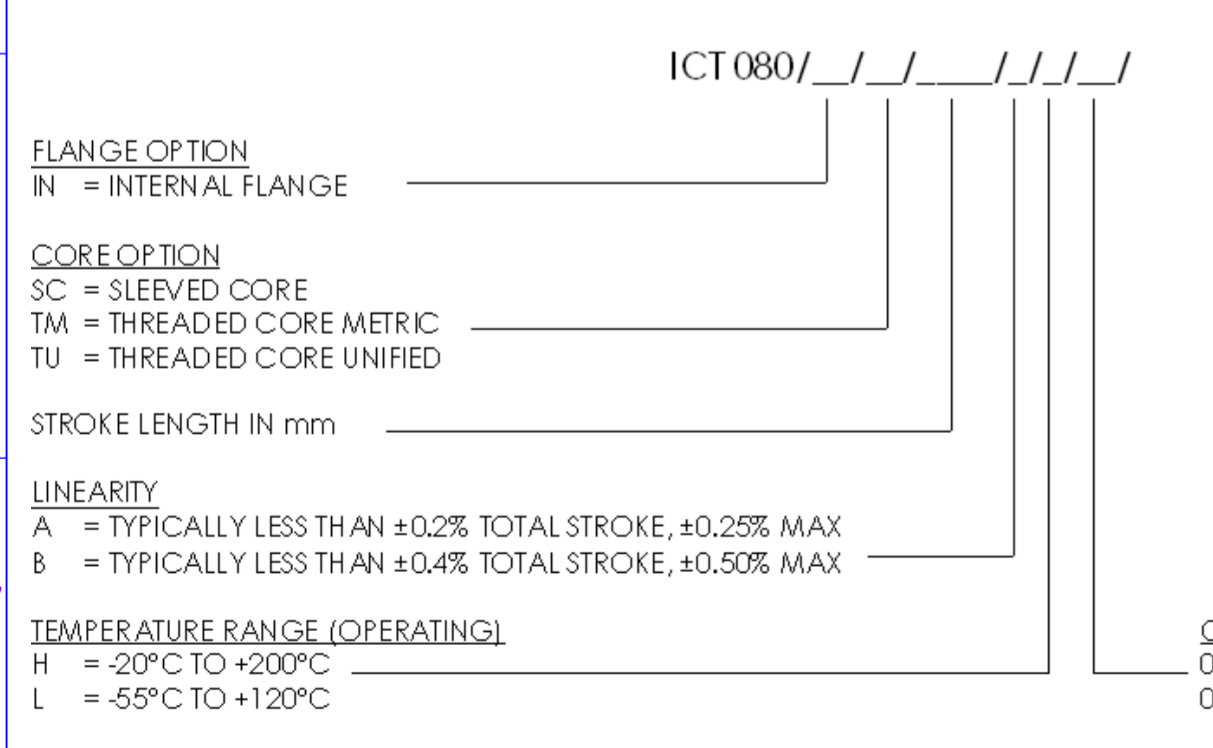 ICT 080/__/__/____/_/_/__/
FLANGE OPTION
IN = INTERNAL FLANGE
CORE OPTION
SC = SLEEVED CORE
TM = THREADED CORE METRIC
TU = THREADED CORE UNIFIED
STROKE LENGTH IN mm
LINEARITY
A = TYPICALLY LESS THAN ±0.2% TOTAL STROKE, ±0.25% MAX
B = TYPICALLY LESS THAN ±0.4% TOTAL STROKE, ±0.50% MAX
TEMPERATURE RANGE (OPERATING)
H = -20°C TO +200°C
L = -55°C TO +120°C